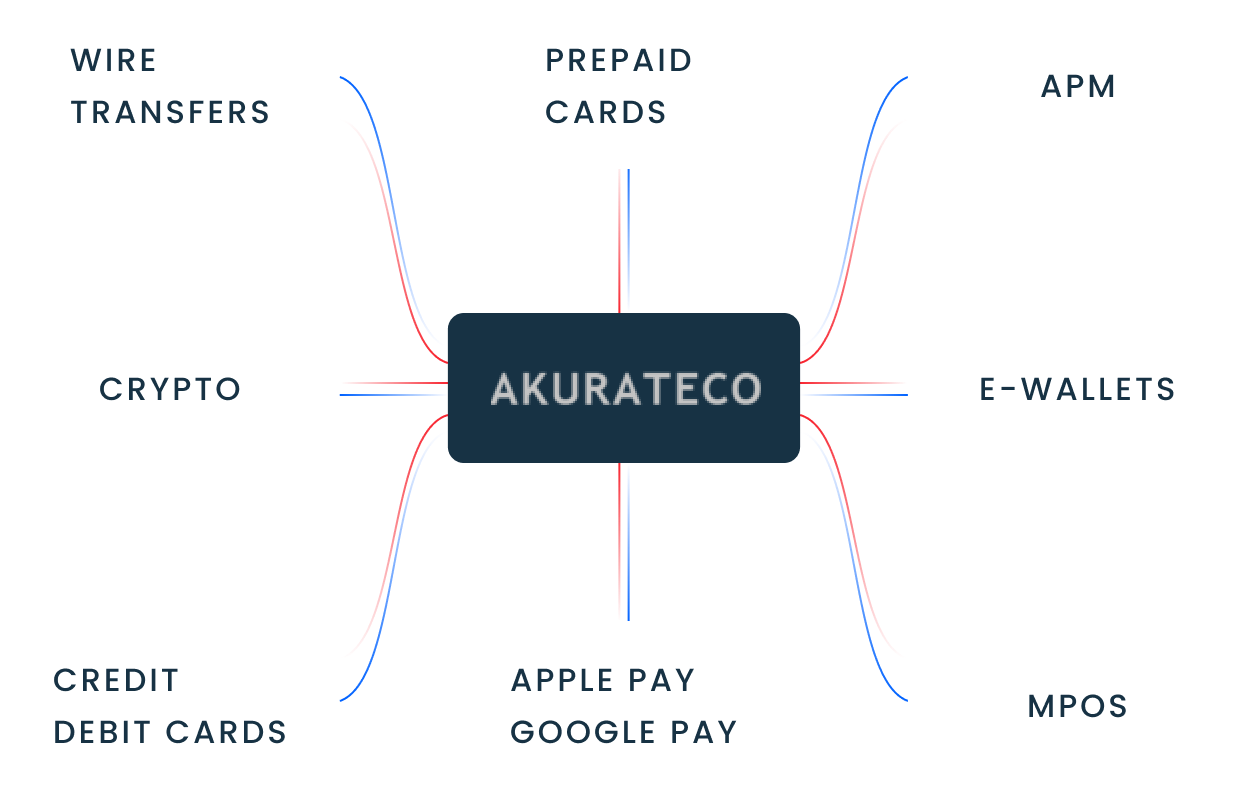 WIRE
TRANSFERS
PREPAID
CARDS
APM
CRYPTO
AKURATECO
E-WALLETS
CREDIT
DEBIT CARDS
APPLE PAY
GOOGLE PAY
MPOS